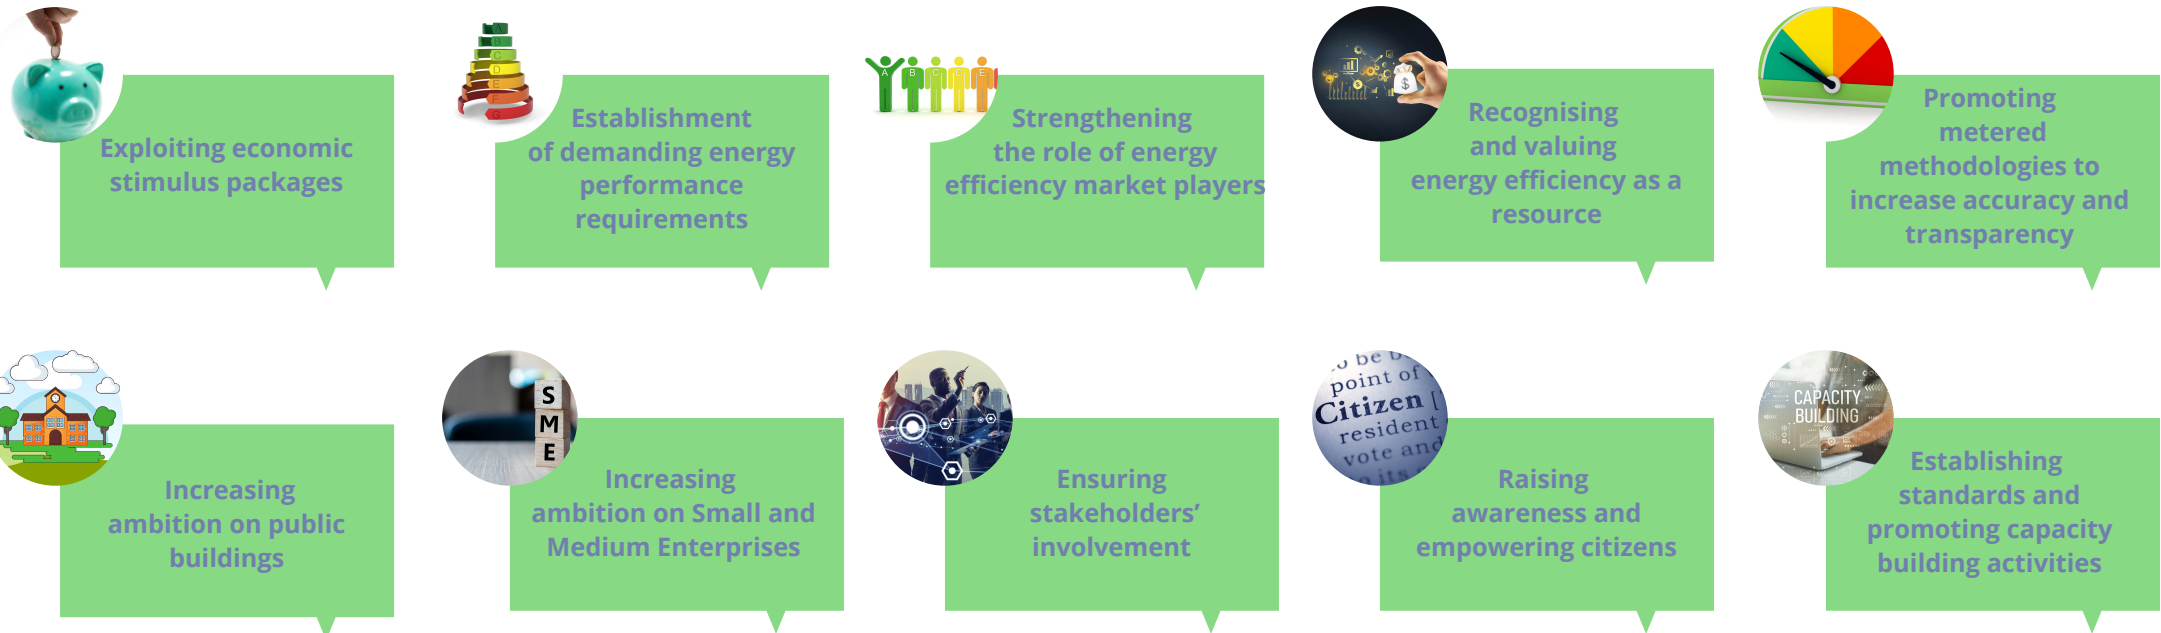 Exploiting economic
stimulus packages
A
B
C
D
E
F
G
Establishment
of demanding energy
performance
requirements
A B C D E
Strengthening
the role of energy
efficiency market players
$
$
Recognising
and valuing
energy efficiency as a
resource
Promoting
metered
methodologies to
increase accuracy and
transparency
Increasing
ambition on public
buildings
S
M
E
Increasing
ambition on Small and
Medium Enterprises
Ensuring
stakeholders’
involvement
to be b
point of
Citizen [
resident
vote and
o its
Raising
awareness and
empowering citizens
CAPACITY
BUILDING
Establishing
standards and
promoting capacity
building activities